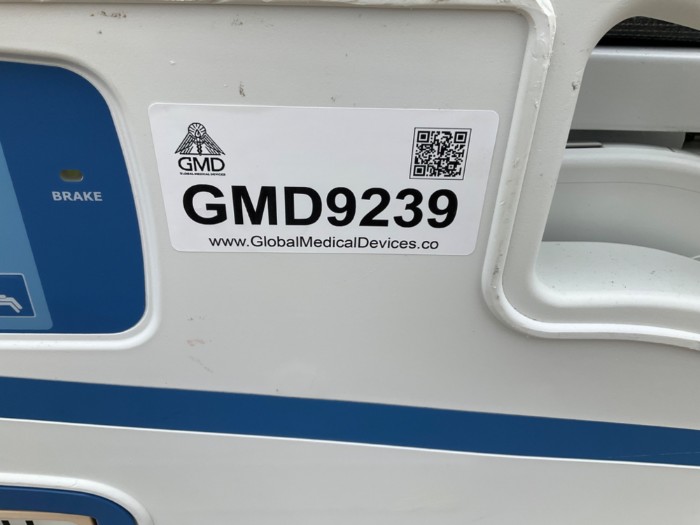 GMD
GLOBAL MEDICAL DEVICES
GMD9239
www.GlobalMedicalDevices.co
BRAKE